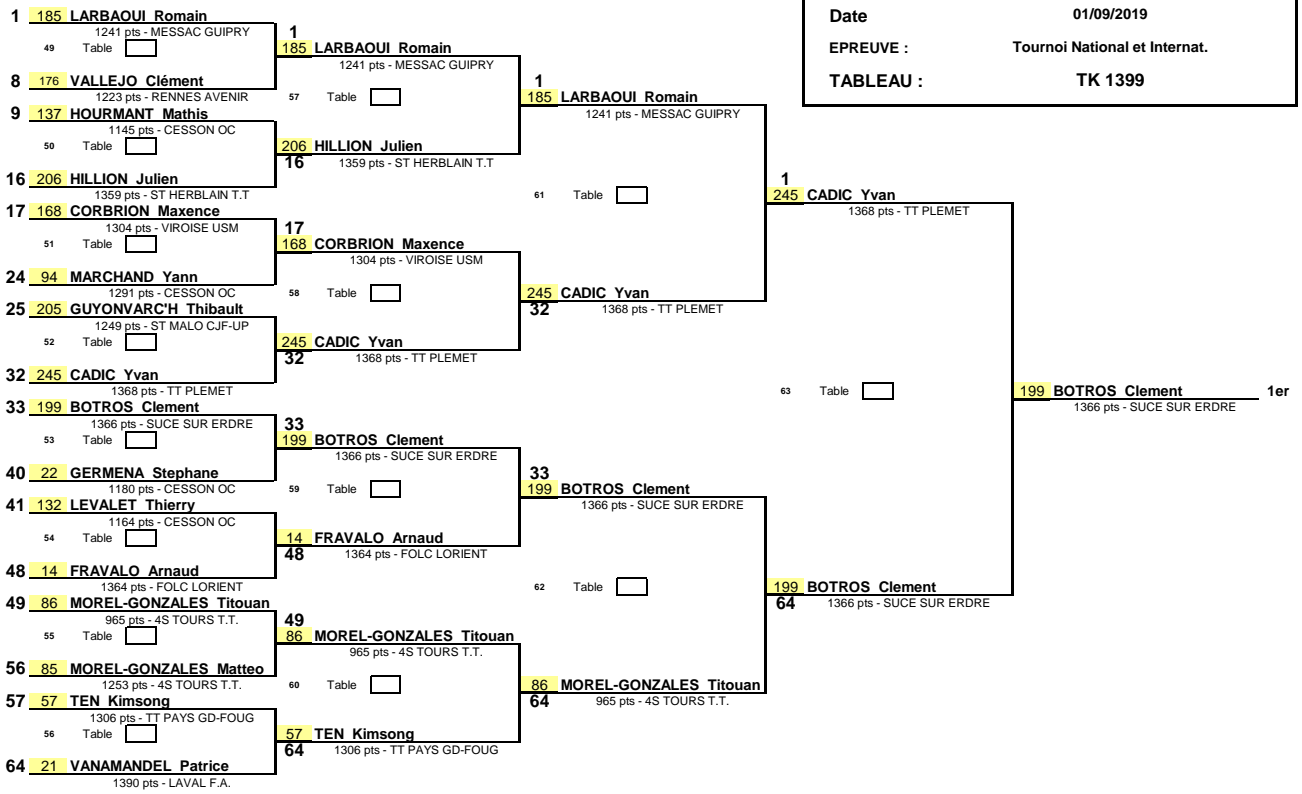 Date 01/09/2019
EPREUVE : Tournoi National et Internat.
TABLEAU : TK 1399
1 185 LARBAOUI Romain
1241 pts - MESSAC GUIPRY
49 Table
8 176 VALLEJO Clément
1223 pts - RENNES AVENIR
9 137 HOURMANT Mathis
1145 pts - CESSON OC
50 Table
16 206 HILLION Julien
1359 pts - ST HERBLAIN T.T
17 168 CORBRION Maxence
1304 pts - VIROISE USM
51 Table
24 94 MARCHAND Yann
1291 pts - CESSON OC
25 205 GUYONVARC'H Thibault
1249 pts - ST MALO CJF-UP
52 Table
32 245 CADIC Yvan
1368 pts - TT PLEMET
33 199 BOTROS Clement
1366 pts - SUCE SUR ERDRE
53 Table
40 22 GERMENA Stephane
1180 pts - CESSON OC
41 132 LEVALET Thierry
1164 pts - CESSON OC
54 Table
48 14 FRAVALO Arnaud
1364 pts - FOLC LORIENT
49 86 MOREL-GONZALES Titouan
965 pts - 4S TOURS T.T.
55 Table
56 85 MOREL-GONZALES Matteo
1253 pts - 4S TOURS T.T.
57 57 TEN Kimsong
1306 pts - TT PAYS GD-FOUG
56 Table
64 21 VANAMANDEL Patrice
1390 pts - LAVAL F.A.
1
185 LARBAOUI Romain
1241 pts - MESSAC GUIPRY
57 Table
206 HILLION Julien
16 1359 pts - ST HERBLAIN T.T
17
168 CORBRION Maxence
1304 pts - VIROISE USM
58 Table
245 CADIC Yvan
32 1368 pts - TT PLEMET
33
199 BOTROS Clement
1366 pts - SUCE SUR ERDRE
59 Table
14 FRAVALO Arnaud
48 1364 pts - FOLC LORIENT
49
86 MOREL-GONZALES Titouan
965 pts - 4S TOURS T.T.
60 Table
57 TEN Kimsong
64 1306 pts - TT PAYS GD-FOUG
1
185 LARBAOUI Romain
1241 pts - MESSAC GUIPRY
61 Table
245 CADIC Yvan
32 1368 pts - TT PLEMET
33
199 BOTROS Clement
1366 pts - SUCE SUR ERDRE
62 Table
86 MOREL-GONZALES Titouan
64 965 pts - 4S TOURS T.T.
1
245 CADIC Yvan
1368 pts - TT PLEMET
63 Table
199 BOTROS Clement
64 1366 pts - SUCE SUR ERDRE
199 BOTROS Clement 1er
1366 pts - SUCE SUR ERDRE